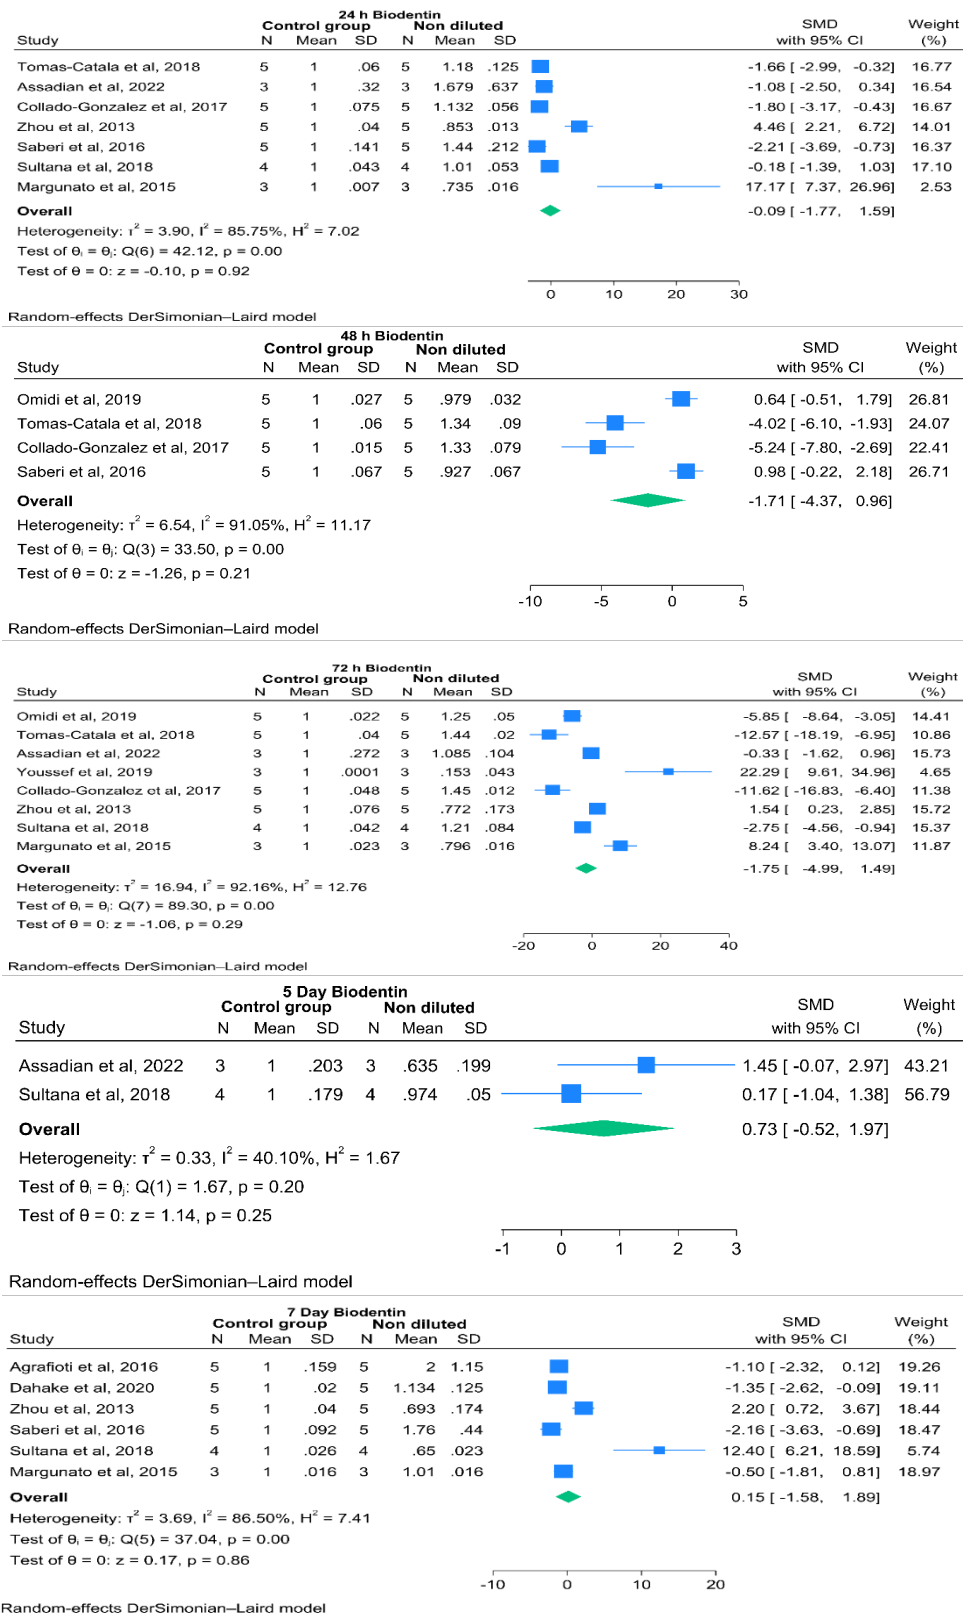 24 h Biodentin
Control group Non diluted SMD Weight
Study N Mean SD N Mean SD with 95% CI (%)
Tomas-Catala et al, 2018 5 1 .06 5 1.18 .125 -1.66 [ -2.99, -0.32] 16.77
Assadian et al, 2022 3 1 .32 3 1.679 .637 -1.08 [ -2.50, 0.34] 16.54
Collado-Gonzalez et al, 2017 5 1 .075 5 1.132 .056 -1.80 [ -3.17, -0.43] 16.67
Zhou et al, 2013 5 1 .04 5 .853 .013 4.46 [ 2.21, 6.72] 14.01
Saberi et al, 2016 5 1 .141 5 1.44 .212 -2.21 [ -3.69, -0.73] 16.37
Sultana et al, 2018 4 1 .043 4 1.01 .053 -0.18 [ -1.39, 1.03] 17.10
Margunato et al, 2015 3 1 .007 3 .735 .016 17.17 [ 7.37, 26.96] 2.53
Overall -0.09 [ -1.77, 1.59]
Heterogeneity: τ² = 3.90, I² = 85.75%, H² = 7.02
Test of θᵢ = θⱼ: Q(6) = 42.12, p = 0.00
Test of θ = 0: z = -0.10, p = 0.92
0 10 20 30
Random-effects DerSimonian–Laird model
48 h Biodentin
Control group Non diluted SMD Weight
Study N Mean SD N Mean SD with 95% CI (%)
Omidi et al, 2019 5 1 .027 5 .979 .032 0.64 [ -0.51, 1.79] 26.81
Tomas-Catala et al, 2018 5 1 .06 5 1.34 .09 -4.02 [ -6.10, -1.93] 24.07
Collado-Gonzalez et al, 2017 5 1 .015 5 1.33 .079 -5.24 [ -7.80, -2.69] 22.41
Saberi et al, 2016 5 1 .067 5 .927 .067 0.98 [ -0.22, 2.18] 26.71
Overall -1.71 [ -4.37, 0.96]
Heterogeneity: τ² = 6.54, I² = 91.05%, H² = 11.17
Test of θᵢ = θⱼ: Q(3) = 33.50, p = 0.00
Test of θ = 0: z = -1.26, p = 0.21
-10 -5 0 5
Random-effects DerSimonian–Laird model
72 h Biodentin
Control group Non diluted SMD Weight
Study N Mean SD N Mean SD with 95% CI (%)
Omidi et al, 2019 5 1 .022 5 1.25 .05 -5.85 [ -8.64, -3.05] 14.41
Tomas-Catala et al, 2018 5 1 .04 5 1.44 .02 -12.57 [ -18.19, -6.95] 10.86
Assadian et al, 2022 3 1 .272 3 1.085 .104 -0.33 [ -1.62, 0.96] 15.73
Youssef et al, 2019 3 1 .0001 3 .153 .043 22.29 [ 9.61, 34.96] 4.65
Collado-Gonzalez et al, 2017 5 1 .048 5 1.45 .012 -11.62 [ -16.83, -6.40] 11.38
Zhou et al, 2013 5 1 .076 5 .772 .173 1.54 [ 0.23, 2.85] 15.72
Sultana et al, 2018 4 1 .042 4 1.21 .084 -2.75 [ -4.56, -0.94] 15.37
Margunato et al, 2015 3 1 .023 3 .796 .016 8.24 [ 3.40, 13.07] 11.87
Overall -1.75 [ -4.99, 1.49]
Heterogeneity: τ² = 16.94, I² = 92.16%, H² = 12.76
Test of θᵢ = θⱼ: Q(7) = 89.30, p = 0.00
Test of θ = 0: z = -1.06, p = 0.29
-20 0 20 40
Random-effects DerSimonian–Laird model
5 Day Biodentin
Control group Non diluted SMD Weight
Study N Mean SD N Mean SD with 95% CI (%)
Assadian et al, 2022 3 1 .203 3 .635 .199 1.45 [ -0.07, 2.97] 43.21
Sultana et al, 2018 4 1 .179 4 .974 .05 0.17 [ -1.04, 1.38] 56.79
Overall 0.73 [ -0.52, 1.97]
Heterogeneity: τ² = 0.33, I² = 40.10%, H² = 1.67
Test of θᵢ = θⱼ: Q(1) = 1.67, p = 0.20
Test of θ = 0: z = 1.14, p = 0.25
-1 0 1 2 3
Random-effects DerSimonian–Laird model
7 Day Biodentin
Control group Non diluted SMD Weight
Study N Mean SD N Mean SD with 95% CI (%)
Agrafioti et al, 2016 5 1 .159 5 2 1.15 -1.10 [ -2.32, 0.12] 19.26
Dahake et al, 2020 5 1 .02 5 1.134 .125 -1.35 [ -2.62, -0.09] 19.11
Zhou et al, 2013 5 1 .04 5 .693 .174 2.20 [ 0.72, 3.67] 18.44
Saberi et al, 2016 5 1 .092 5 1.76 .44 -2.16 [ -3.63, -0.69] 18.47
Sultana et al, 2018 4 1 .026 4 .65 .023 12.40 [ 6.21, 18.59] 5.74
Margunato et al, 2015 3 1 .016 3 1.01 .016 -0.50 [ -1.81, 0.81] 18.97
Overall 0.15 [ -1.58, 1.89]
Heterogeneity: τ² = 3.69, I² = 86.50%, H² = 7.41
Test of θᵢ = θⱼ: Q(5) = 37.04, p = 0.00
Test of θ = 0: z = 0.17, p = 0.86
-10 0 10 20
Random-effects DerSimonian–Laird model